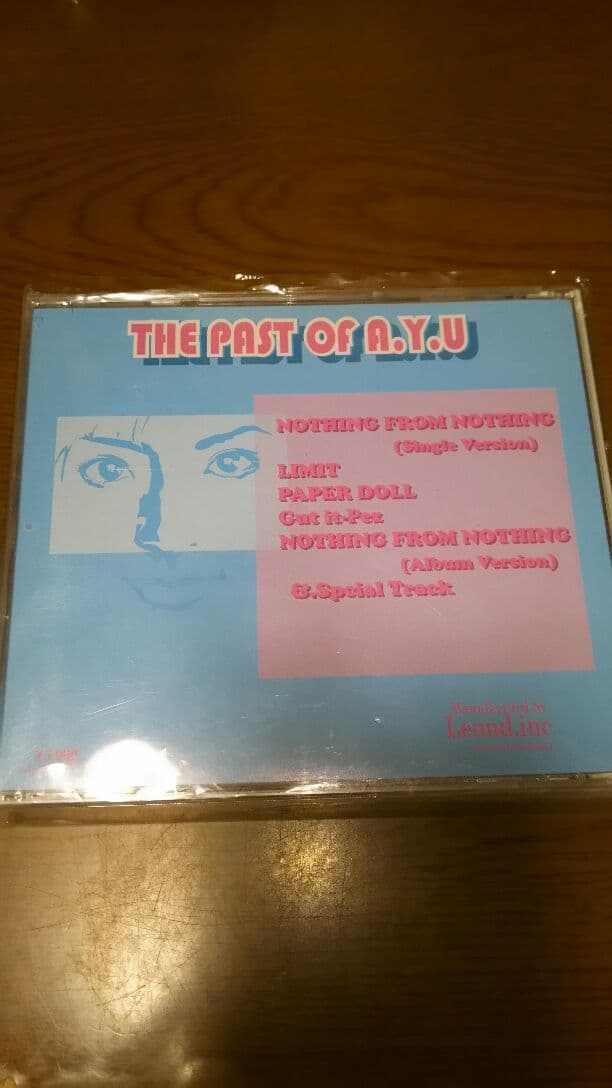 THE PAST OF A.Y.U
NOTHING FROM NOTHING
(Single Version)
LIMIT
PAPER DOLL
Gut it-Pez
NOTHING FROM NOTHING
(Album Version)
&.Spcial Track
by
Leond.inc